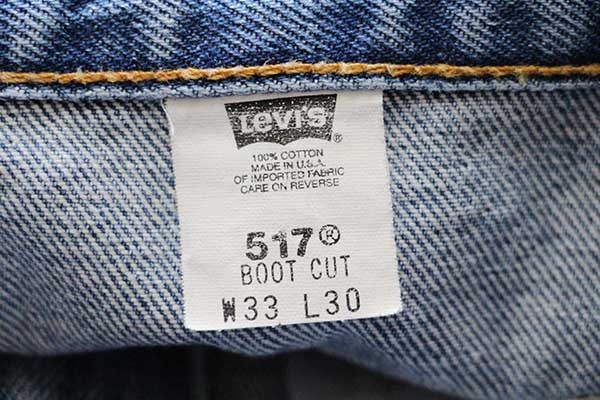 Levi's®
100% COTTON
MADE IN U.S.A.
OF IMPORTED FABRIC
CARE ON REVERSE
517®
BOOT CUT
W33 L30